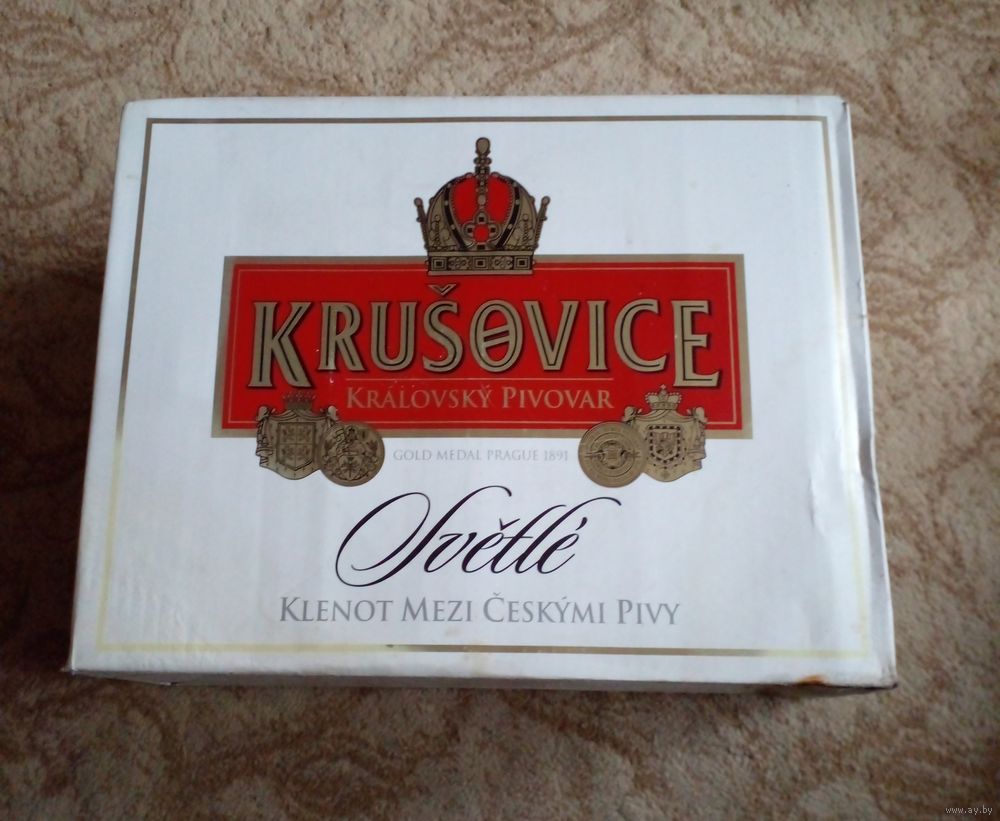 KRUŠOVICE
KRÁLOVSKÝ PIVOVAR
GOLD MEDAL PRAGUE 1891
Světlé
KLENOT MEZI ČESKÝMI PIVY
www.ay.by